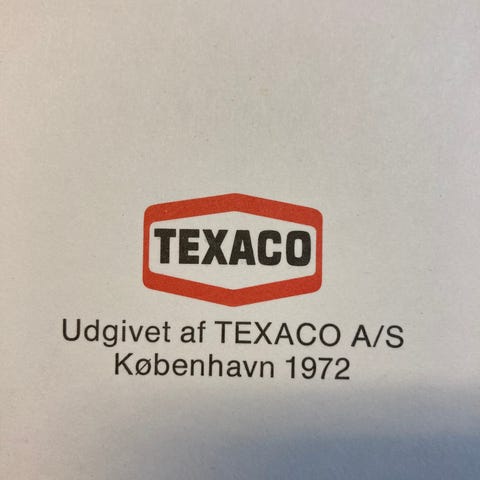 TEXACO
Udgivet af TEXACO A/S
København 1972